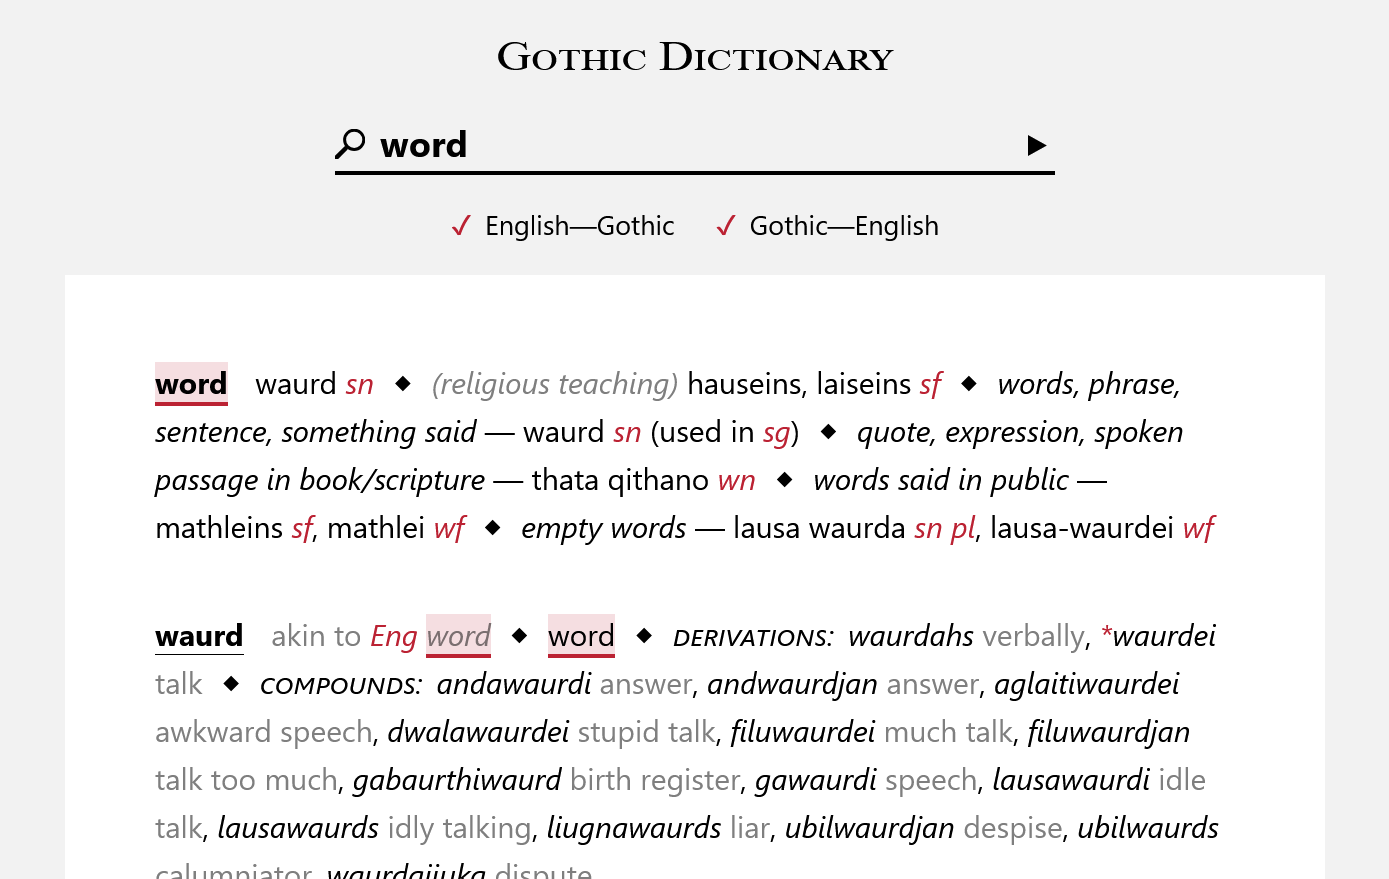 Gothic Dictionary
word
✓ English—Gothic ✓ Gothic—English
word waurd sn ◆ (religious teaching) hauseins, laiseins sf ◆ words, phrase,
sentence, something said — waurd sn (used in sg) ◆ quote, expression, spoken
passage in book/scripture — thata qithano wn ◆ words said in public —
mathleins sf, mathlei wf ◆ empty words — lausa waurda sn pl, lausa-waurdei wf
waurd akin to Eng word ◆ word ◆ DERIVATIONS: waurdahs verbally, *waurdei
talk ◆ COMPOUNDS: andawaurdi answer, andwaurdjan answer, aglaitiwaurdei
awkward speech, dwalawaurdei stupid talk, filuwaurdei much talk, filuwaurdjan
talk too much, gabaurthiwaurd birth register, gawaurdi speech, lausawaurdi idle
talk, lausawaurds idly talking, liugnawaurds liar, ubilwaurdjan despise, ubilwaurds
calumniator, waurdajiuka dispute